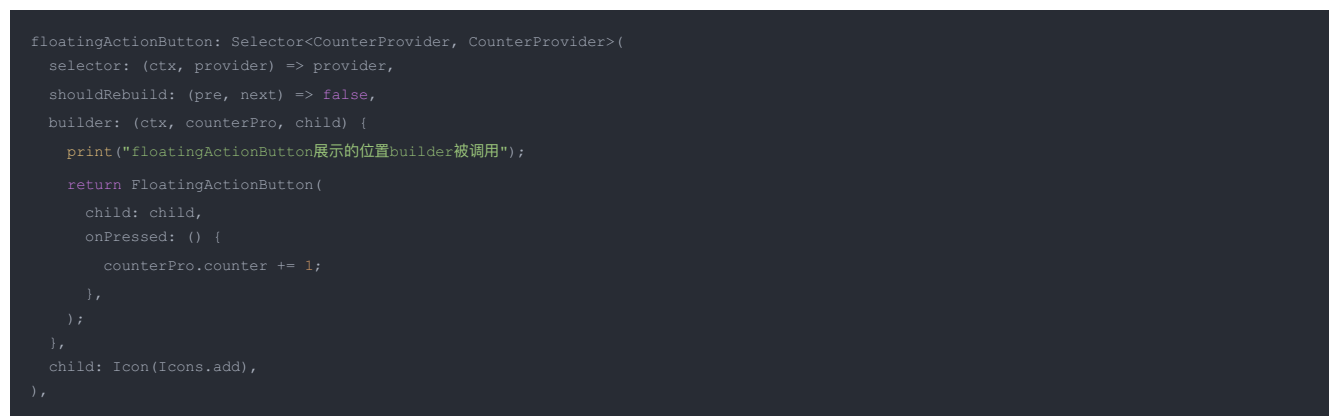 floatingActionButton: Selector<CounterProvider, CounterProvider>(
  selector: (ctx, provider) => provider,
  shouldRebuild: (pre, next) => false,
  builder: (ctx, counterPro, child) {
    print("floatingActionButton展示的位置builder被调用");
    return FloatingActionButton(
      child: child,
      onPressed: () {
        counterPro.counter += 1;
      },
    );
  },
  child: Icon(Icons.add),
),